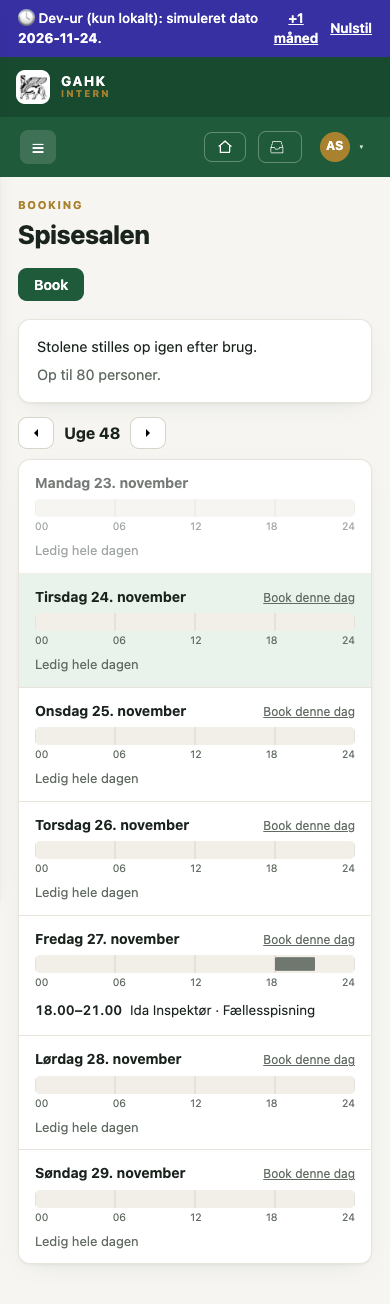 Dev-ur (kun lokalt): simuleret dato
2026-11-24.
+1
måned
Nulstil
GAHK
INTERN
AS
BOOKING
Spisesalen
Book
Stolene stilles op igen efter brug.
Op til 80 personer.
Uge 48
Mandag 23. november
00 06 12 18 24
Ledig hele dagen
Tirsdag 24. november Book denne dag
00 06 12 18 24
Ledig hele dagen
Onsdag 25. november Book denne dag
00 06 12 18 24
Ledig hele dagen
Torsdag 26. november Book denne dag
00 06 12 18 24
Ledig hele dagen
Fredag 27. november Book denne dag
00 06 12 18 24
18.00–21.00 Ida Inspektør · Fællesspisning
Lørdag 28. november Book denne dag
00 06 12 18 24
Ledig hele dagen
Søndag 29. november Book denne dag
00 06 12 18 24
Ledig hele dagen